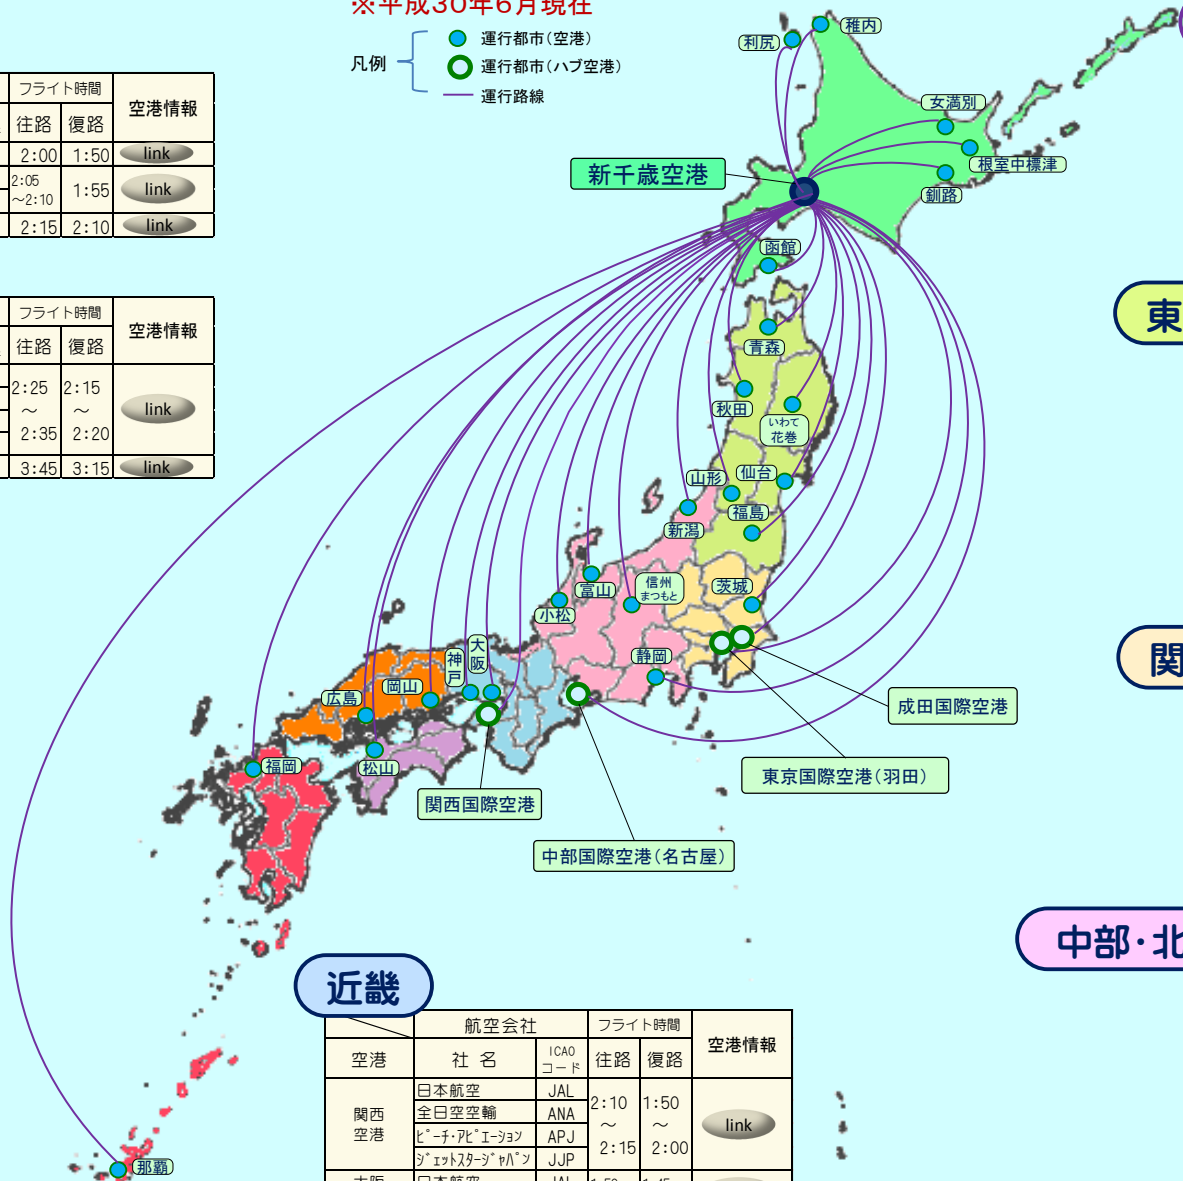 ※平成30年6月現在
凡例
運行都市（空港）
運行都市（ハブ空港）
運行路線
フライト時間
空港情報
往路
復路
2:00
1:50
link
2:05
～2:10
1:55
link
2:15
2:10
link
フライト時間
空港情報
往路
復路
2:25
～
2:35
2:15
～
2:20
link
3:45
3:15
link
利尻
稚内
女満別
根室中標津
釧路
新千歳空港
函館
青森
秋田
いわて
花巻
山形
仙台
新潟
福島
富山
信州
まつもと
茨城
小松
静岡
大阪
神戸
岡山
広島
福岡
松山
成田国際空港
東京国際空港（羽田）
関西国際空港
中部国際空港（名古屋）
那覇
東
関
中部・北
近畿
航空会社
フライト時間
空港情報
空港
社 名
ICAO
コード
往路
復路
関西
空港
日本航空
JAL
全日空空輸
ANA
ﾋﾟｰﾁ･ｱﾋﾞｴｰｼｮﾝ
APJ
ｼﾞｪｯﾄｽﾀｰｼﾞｬﾊﾟﾝ
JJP
2:10
～
2:15
1:50
～
2:00
link